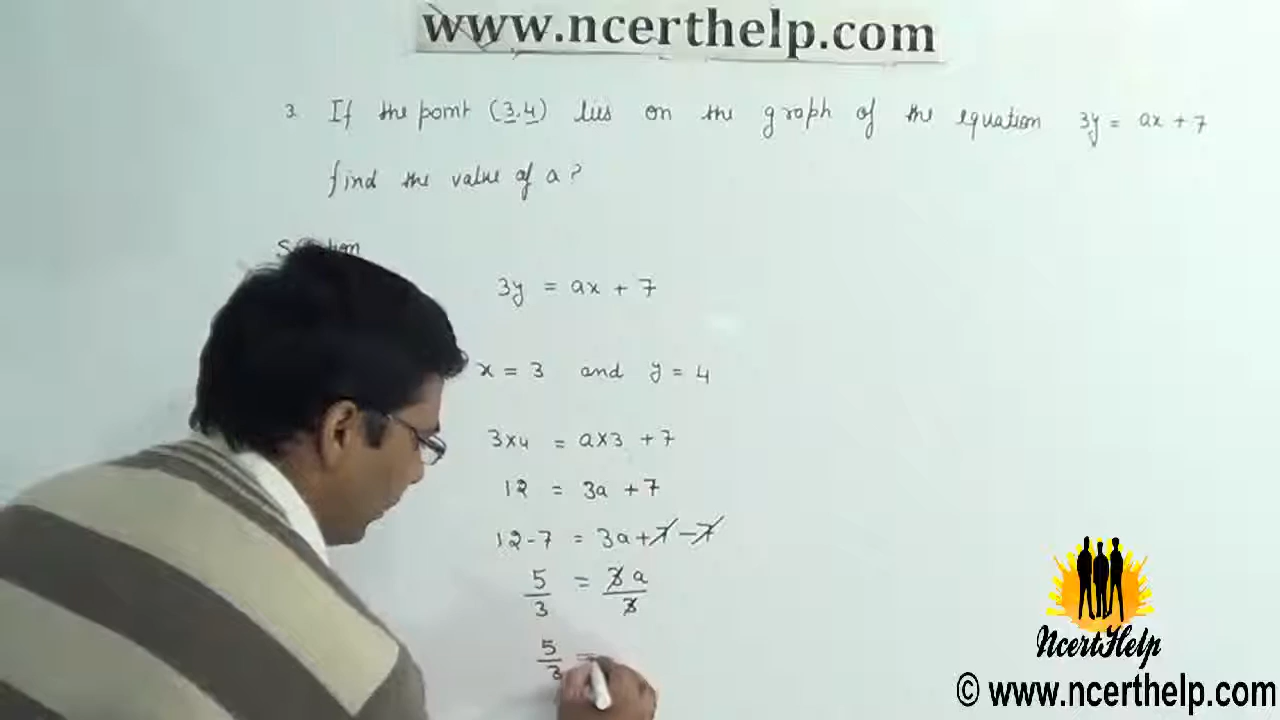 www.ncerthelp.com
3 If the point (3,4) lies on the graph of the equation 3y = ax + 7
find the value of a?
3y = ax + 7
x = 3 and y = 4
3x4 = ax3 + 7
12 = 3a + 7
12-7 = 3a+7-7
5/3 = 3a/3
5/3 =
NcertHelp
© www.ncerthelp.com